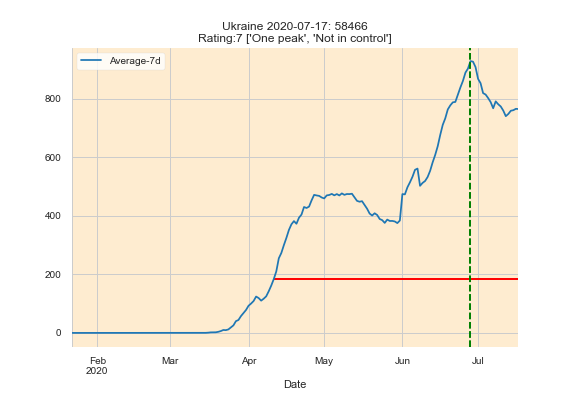 Ukraine 2020-07-17: 58466
Rating:7 ['One peak', 'Not in control']
Average-7d
800
600
400
200
0
Feb
2020
Mar
Apr
May
Jun
Jul
Date